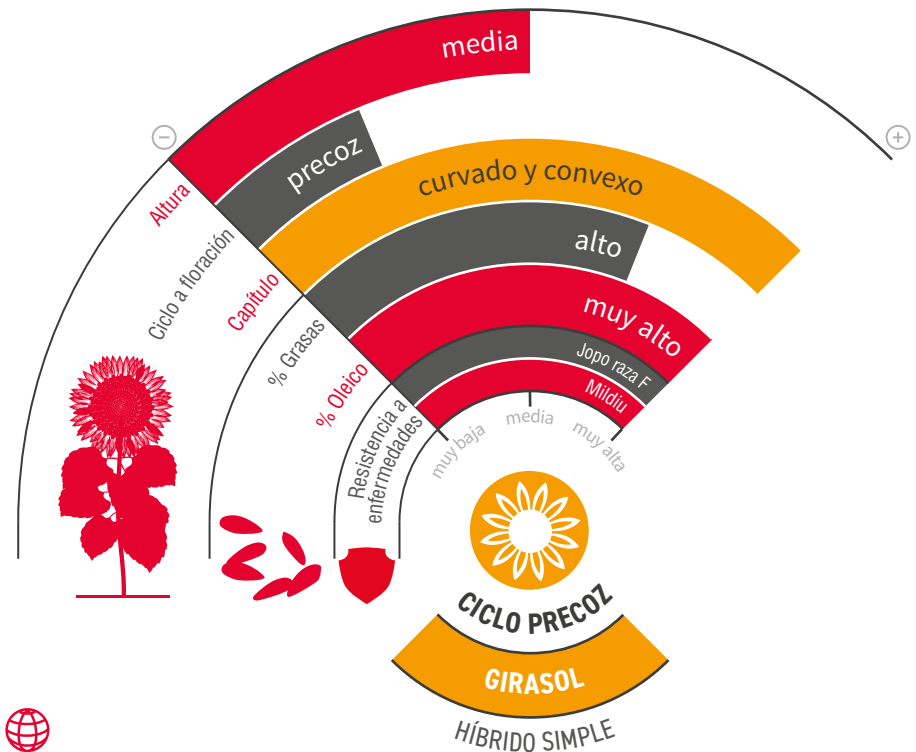 media
precoz
curvado y convexo
alto
muy alto
Jopo raza F
Mildiu
Altura
Ciclo a floración
Capítulo
% Grasas
% Oleico
Resistencia a
enfermedades
muy baja
media
muy alta
CICLO PRECOZ
GIRASOL
HÍBRIDO SIMPLE